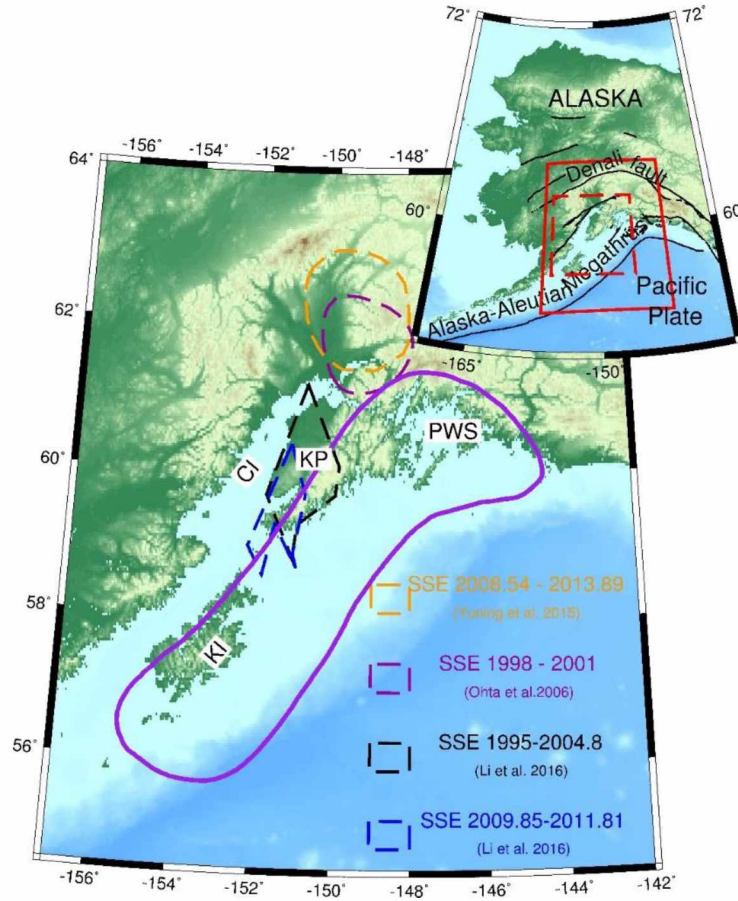 72°
72°
ALASKA
Denali fault
60°
60
Alaska-Aleutian Megathrust
Pacific
Plate
-165°
-150°
-156°
-154°
-152°
-150°
-148°
64°
62°
60°
58°
56°
PWS
KP
CI
KI
SSE 2008.54 - 2013.89
SSE 1998 - 2001
(Ohta et al.2006)
SSE 1995-2004.8
(Li et al. 2016)
SSE 2009.85-2011.81
(Li et al. 2016)
-156°
-154°
-152°
-150°
-148°
-146°
-144°
-142°